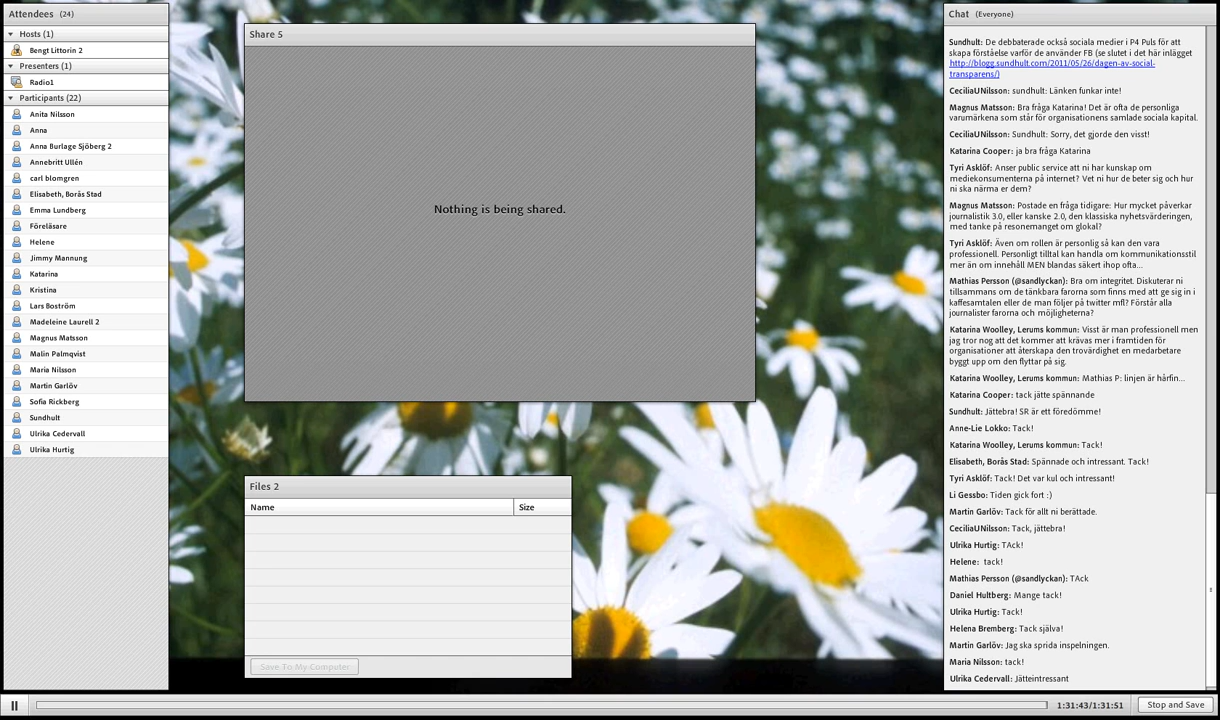 Attendees (24)
Hosts (1)
Bengt Littorin 2
Presenters (1)
Radio1
Participants (22)
Anita Nilsson
Anna
Anna Burlage Sjöberg 2
Annebritt Ullén
carl blomgren
Elisabeth, Borås Stad
Emma Lundberg
Föreläsare
Helene
Jimmy Mannung
Katarina
Kristina
Lars Boström
Madeleine Laurell 2
Magnus Matsson
Malin Palmqvist
Maria Nilsson
Martin Garlöv
Sofia Rickberg
Sundhult
Ulrika Cedervall
Ulrika Hurtig
Share 5
Nothing is being shared.
Files 2
Name Size
Save To My Computer
Chat (Everyone)
Sundhult: De debbaterade också sociala medier i P4 Puls för att
skapa förståelse varför de använder FB (se slutet i det här inlägget
http://blogg.sundhult.com/2011/05/26/dagen-av-social-
transparens/)
CeciliaUNilsson: sundhult: Länken funkar inte!
Magnus Matsson: Bra fråga Katarina! Det är ofta de personliga
varumärkena som står för organisationens samlade sociala kapital.
CeciliaUNilsson: Sundhult: Sorry, det gjorde den visst!
Katarina Cooper: ja bra fråga Katarina
Tyri Asklöf: Anser public service att ni har kunskap om
mediekonsumenterna på internet? Vet ni hur de beter sig och hur
ni ska närma er dem?
Magnus Matsson: Postade en fråga tidigare: Hur mycket påverkar
journalistik 3.0, eller kanske 2.0, den klassiska nyhetsvärderingen,
med tanke på resonemanget om glokal?
Tyri Asklöf: Även om rollen är personlig så kan den vara
professionell. Personligt tilltal kan handla om kommunikationsstil
mer än om innehåll MEN blandas säkert ihop ofta...
Mathias Persson (@sandlyckan): Bra om integritet. Diskuterar ni
tillsammans om de tänkbara farorna som finns med att ge sig in i
kaffesamtalen eller de man följer på twitter mfl? Förstår alla
journalister farorna och möjligheterna?
Katarina Woolley, Lerums kommun: Visst är man professionell men
jag tror nog att det kommer att krävas mer i framtiden för
organisationer att återskapa den trovärdighet en medarbetare
byggt upp om den flyttar på sig.
Katarina Woolley, Lerums kommun: Mathias P: linjen är hårfin...
Katarina Cooper: tack jätte spännande
Sundhult: Jättebra! SR är ett föredömme!
Anne-Lie Lokko: Tack!
Katarina Woolley, Lerums kommun: Tack!
Elisabeth, Borås Stad: Spännade och intressant. Tack!
Tyri Asklöf: Tack! Det var kul och intressant!
Li Gessbo: Tiden gick fort :)
Martin Garlöv: Tack för allt ni berättade.
CeciliaUNilsson: Tack, jättebra!
Ulrika Hurtig: TAck!
Helene: tack!
Mathias Persson (@sandlyckan): TAck
Daniel Hultberg: Mange tack!
Ulrika Hurtig: Tack!
Helena Bremberg: Tack själva!
Martin Garlöv: Jag ska sprida inspelningen.
Maria Nilsson: tack!
Ulrika Cedervall: Jätteintressant
1:31:43/1:31:51
Stop and Save